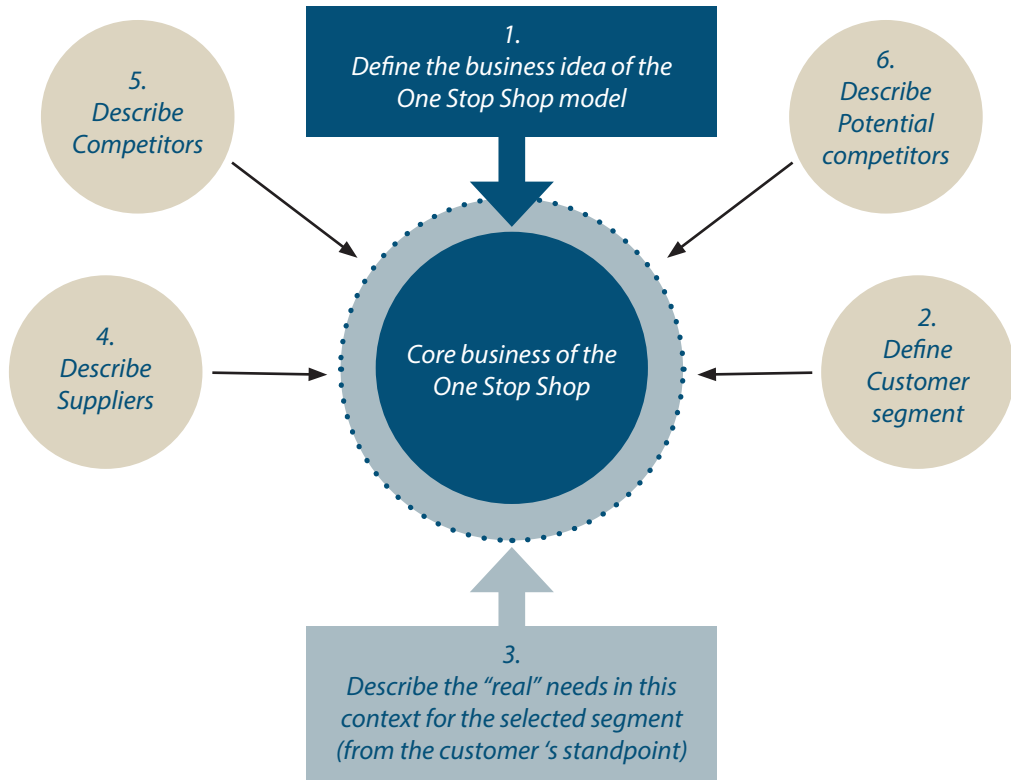 1.
Define the business idea of the
One Stop Shop model
5.
Describe
Competitors
6.
Describe
Potential
competitors
4.
Describe
Suppliers
Core business of the
One Stop Shop
2.
Define
Customer
segment
3.
Describe the “real” needs in this
context for the selected segment
(from the customer ‘s standpoint)